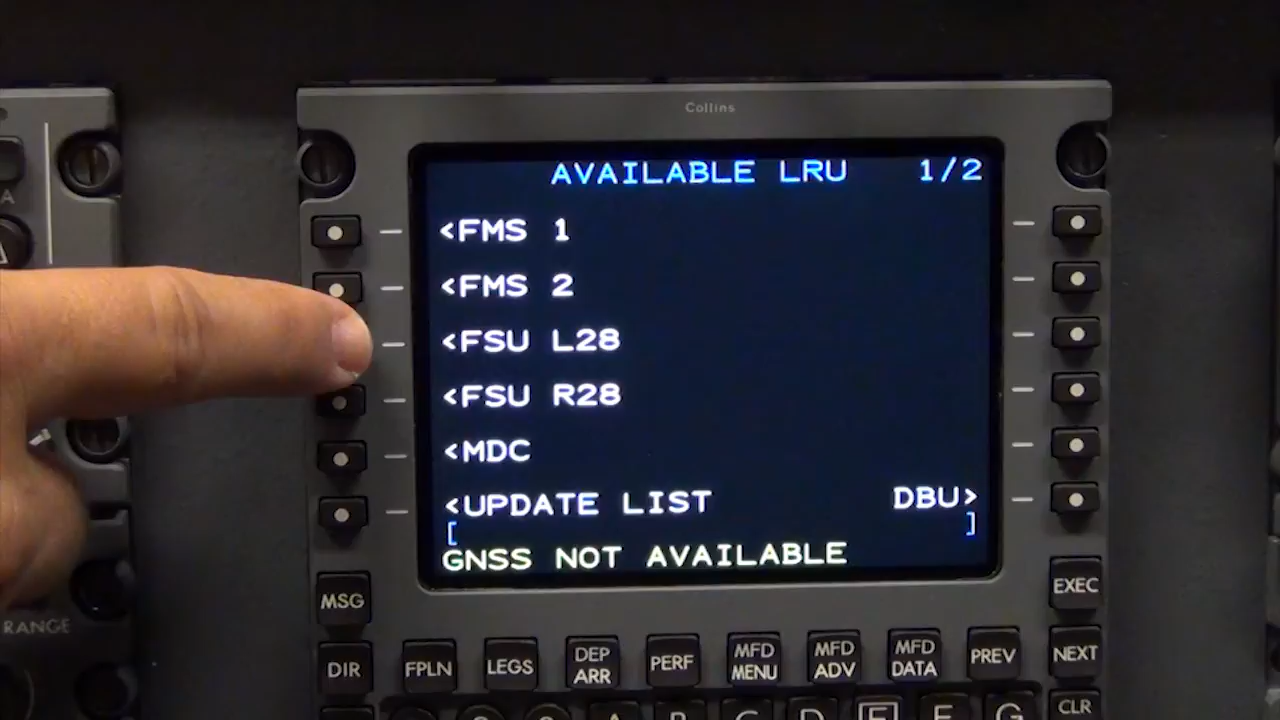 Collins
AVAILABLE LRU 1/2
<FMS 1
<FMS 2
<FSU L28
<FSU R28
<MDC
<UPDATE LIST DBU>
[ ]
GNSS NOT AVAILABLE
A
RANGE
MSG
EXEC
DIR
FPLN
LEGS
DEP
ARR
PERF
MFD
MENU
MFD
ADV
MFD
DATA
PREV
NEXT
CLR